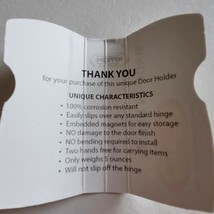 THANK YOU
for your purchase of this unique Door Holder
UNIQUE CHARACTERISTICS
• 100% corrosion resistant
• Easily slips over any standard hinge
• Embedded magnets for easy storage
• NO damage to the door finish
• NO bending required to install
• Two hands free for carrying items
• Only weighs 5 ounces
• Will not slip off the hinge